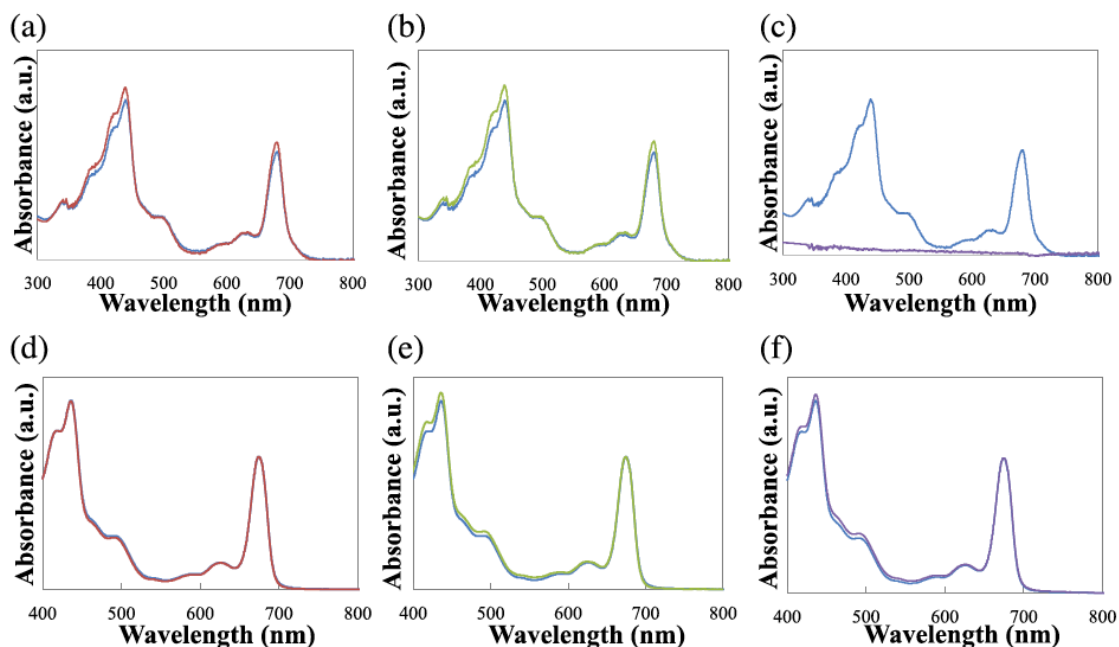 (a)
Absorbance (a.u.)
300 400 500 600 700 800
Wavelength (nm)
(b)
Absorbance (a.u.)
300 400 500 600 700 800
Wavelength (nm)
(c)
Absorbance (a.u.)
300 400 500 600 700 800
Wavelength (nm)
(d)
Absorbance (a.u.)
400 500 600 700 800
Wavelength (nm)
(e)
Absorbance (a.u.)
400 500 600 700 800
Wavelength (nm)
(f)
Absorbance (a.u.)
400 500 600 700 800
Wavelength (nm)